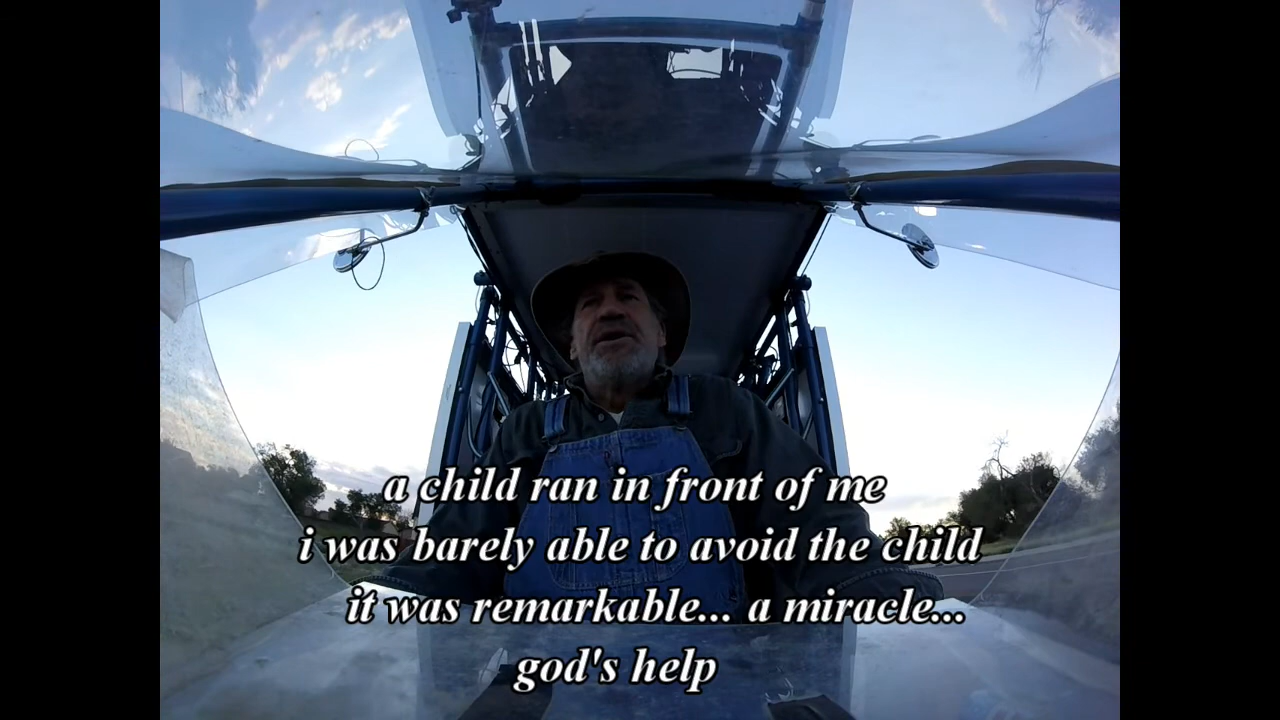 a child ran in front of me
i was barely able to avoid the child
it was remarkable... a miracle...
god's help